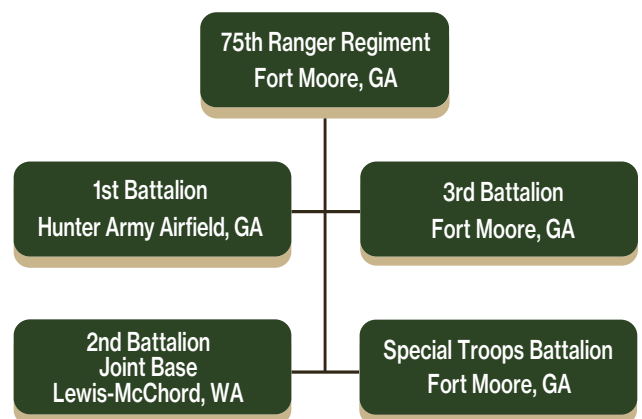 75th Ranger Regiment
Fort Moore, GA
1st Battalion
Hunter Army Airfield, GA
3rd Battalion
Fort Moore, GA
2nd Battalion
Joint Base
Lewis-McChord, WA
Special Troops Battalion
Fort Moore, GA